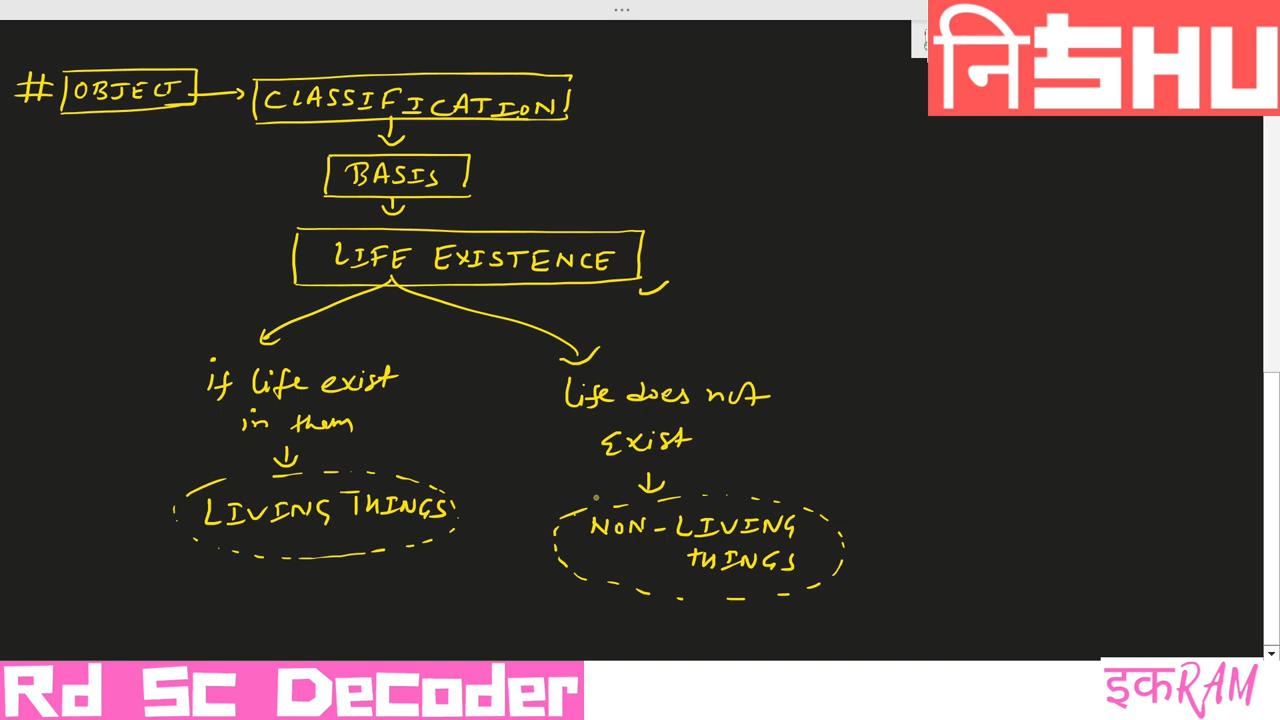 निSHU
# OBJECT CLASSIFICATION
BASIS
LIFE EXISTENCE
if life exist
in them
LIVING THINGS
Life does not
Exist
NON-LIVING
THINGS
Rd Sc Decoder
इकRAM